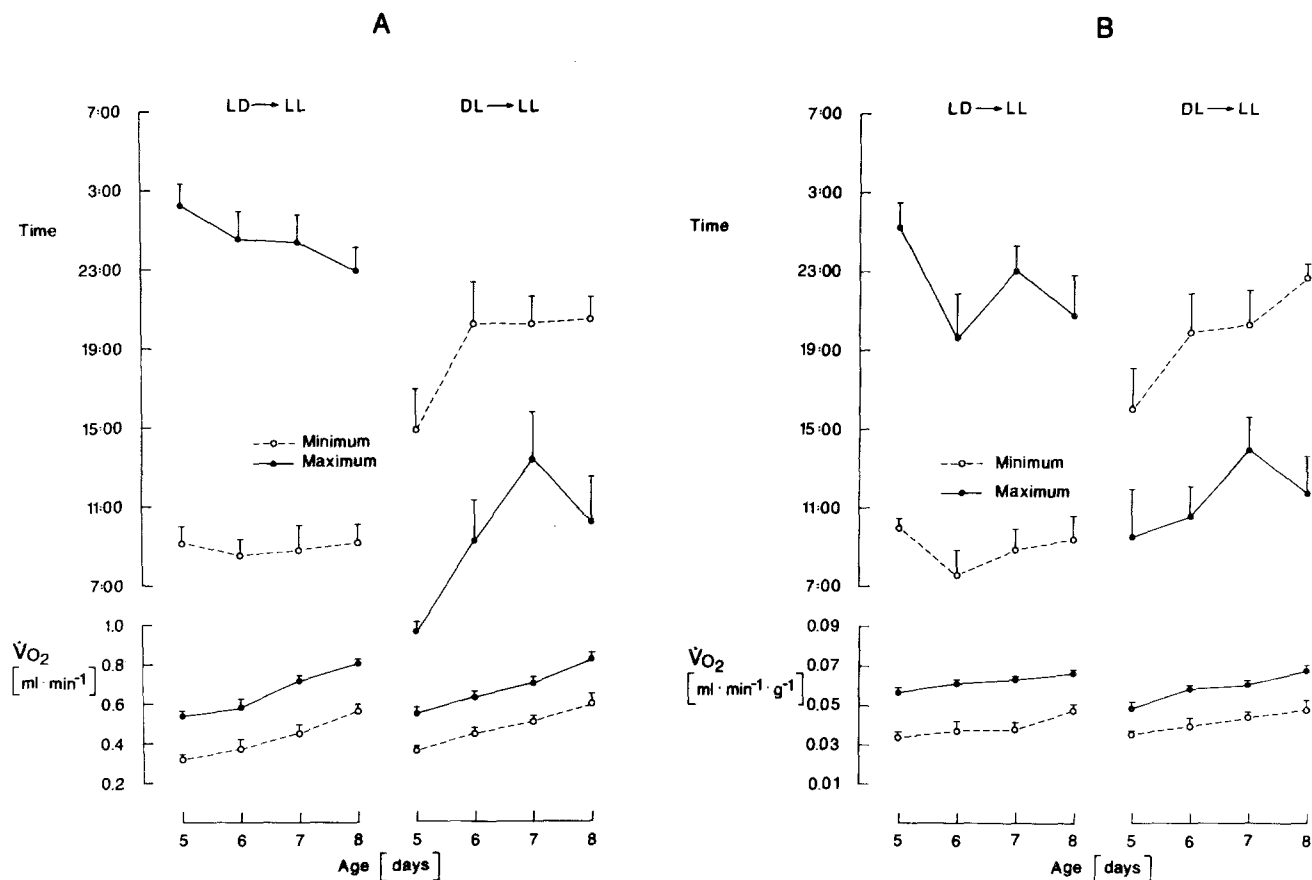 A
LD → LL
DL → LL
7:00
3:00
Time
23:00
19:00
15:00
Minimum
Maximum
11:00
7:00
V̇O₂
[ml · min⁻¹]
1.0
0.8
0.6
0.4
0.2
5 6 7 8
5 6 7 8
Age [days]
B
LD → LL
DL → LL
7:00
3:00
Time
23:00
19:00
15:00
Minimum
Maximum
11:00
7:00
V̇O₂
[ml · min⁻¹ · g⁻¹]
0.09
0.07
0.05
0.03
0.01
5 6 7 8
5 6 7 8
Age [days]